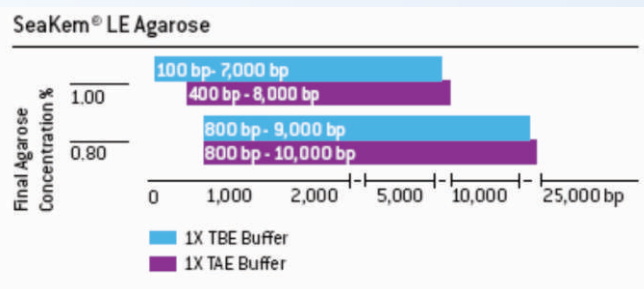 SeaKem® LE Agarose
Final Agarose
Concentration %
100 bp- 7,000 bp
1.00
400 bp - 8,000 bp
800 bp- 9,000 bp
0.80
800 bp - 10,000 bp
0 1,000 2,000 5,000 10,000 25,000 bp
1X TBE Buffer
1X TAE Buffer